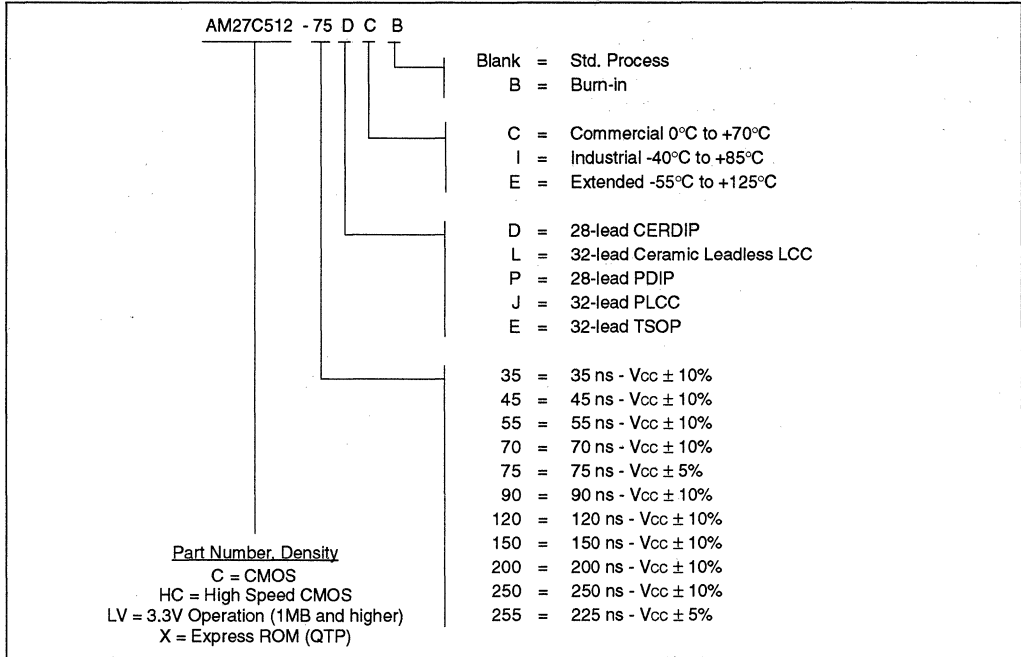 AM27C512 - 75 D C B
Blank = Std. Process
B = Burn-in
C = Commercial 0°C to +70°C
I = Industrial -40°C to +85°C
E = Extended -55°C to +125°C
D = 28-lead CERDIP
L = 32-lead Ceramic Leadless LCC
P = 28-lead PDIP
J = 32-lead PLCC
E = 32-lead TSOP
35 = 35 ns - Vcc ± 10%
45 = 45 ns - Vcc ± 10%
55 = 55 ns - Vcc ± 10%
70 = 70 ns - Vcc ± 10%
75 = 75 ns - Vcc ± 5%
90 = 90 ns - Vcc ± 10%
120 = 120 ns - Vcc ± 10%
150 = 150 ns - Vcc ± 10%
200 = 200 ns - Vcc ± 10%
250 = 250 ns - Vcc ± 10%
255 = 225 ns - Vcc ± 5%
Part Number, Density
C = CMOS
HC = High Speed CMOS
LV = 3.3V Operation (1MB and higher)
X = Express ROM (QTP)